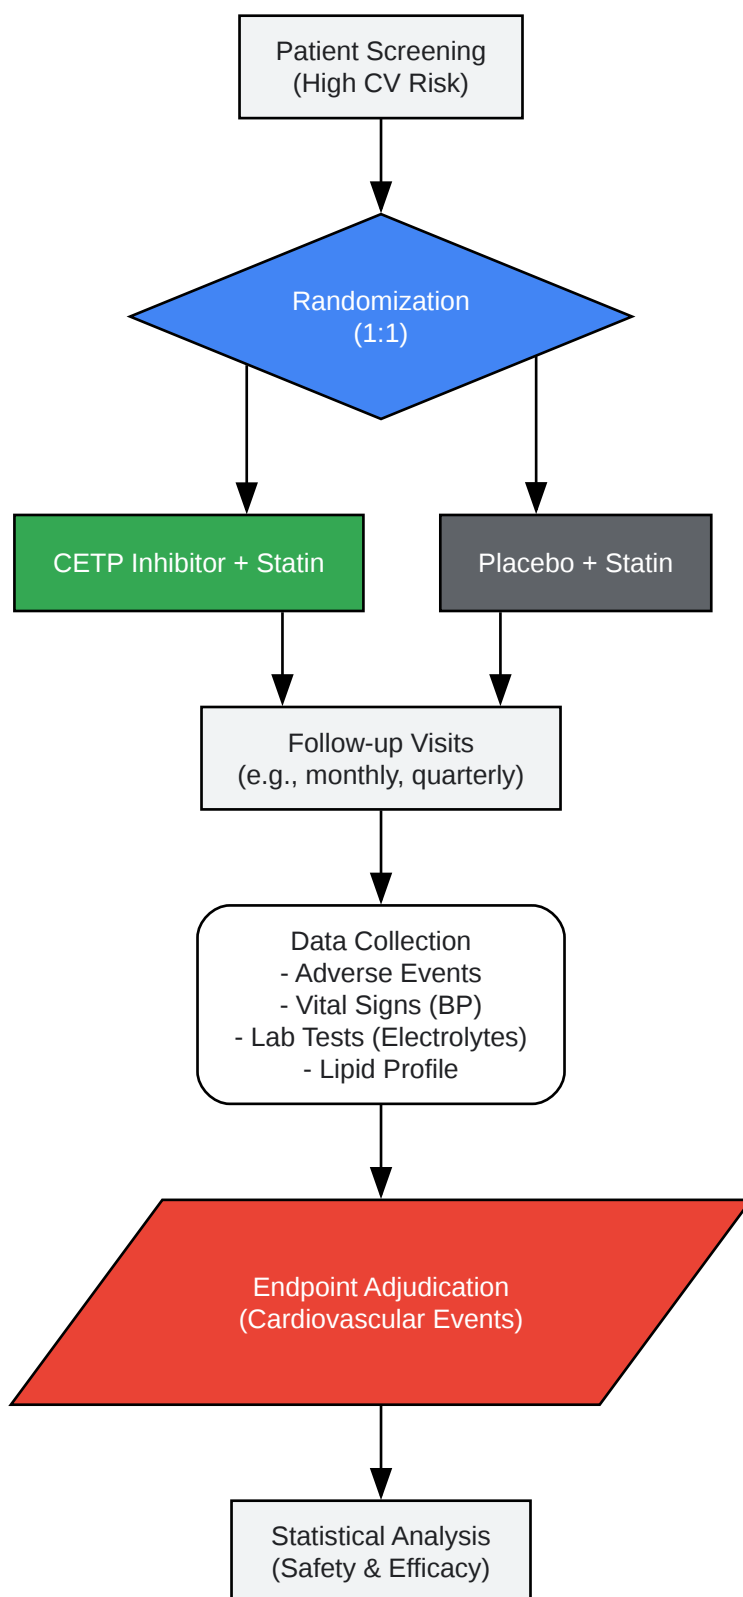 Patient Screening
(High CV Risk)
Randomization
(1:1)
CETP Inhibitor + Statin
Placebo + Statin
Follow-up Visits
(e.g., monthly, quarterly)
Data Collection
- Adverse Events
- Vital Signs (BP)
- Lab Tests (Electrolytes)
- Lipid Profile
Endpoint Adjudication
(Cardiovascular Events)
Statistical Analysis
(Safety & Efficacy)